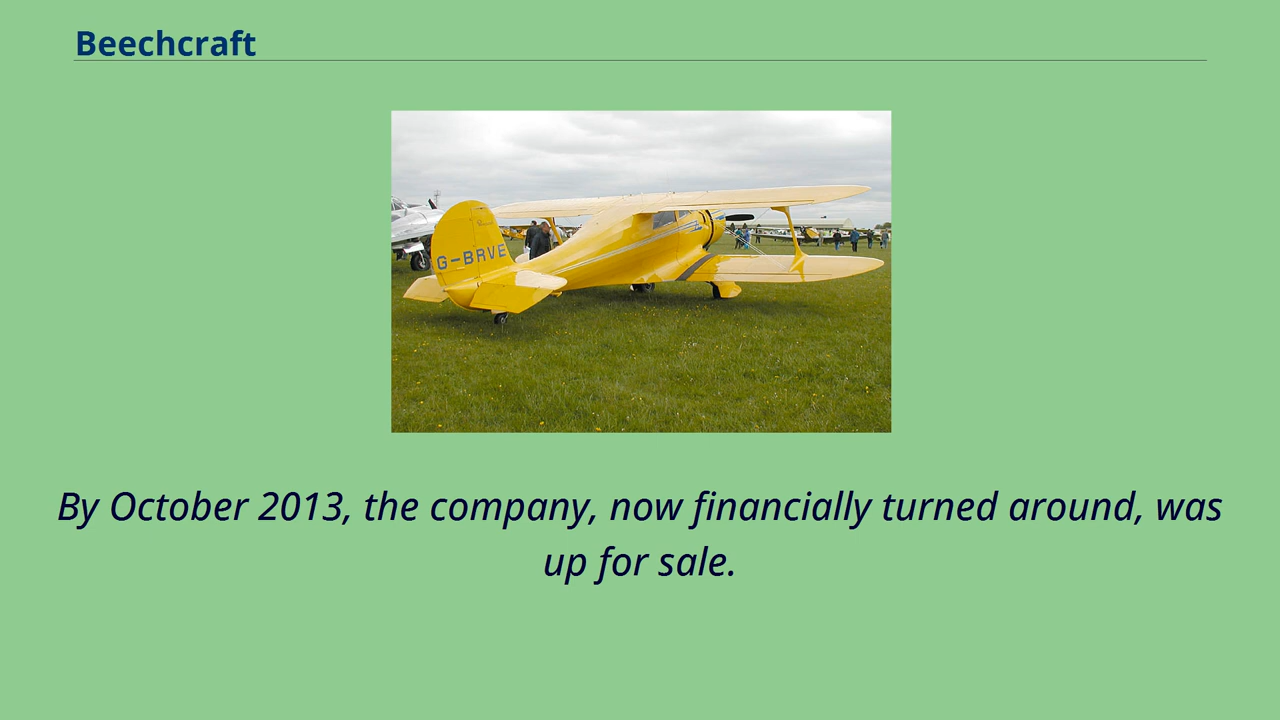 Beechcraft
G-BRVE
By October 2013, the company, now financially turned around, was
up for sale.